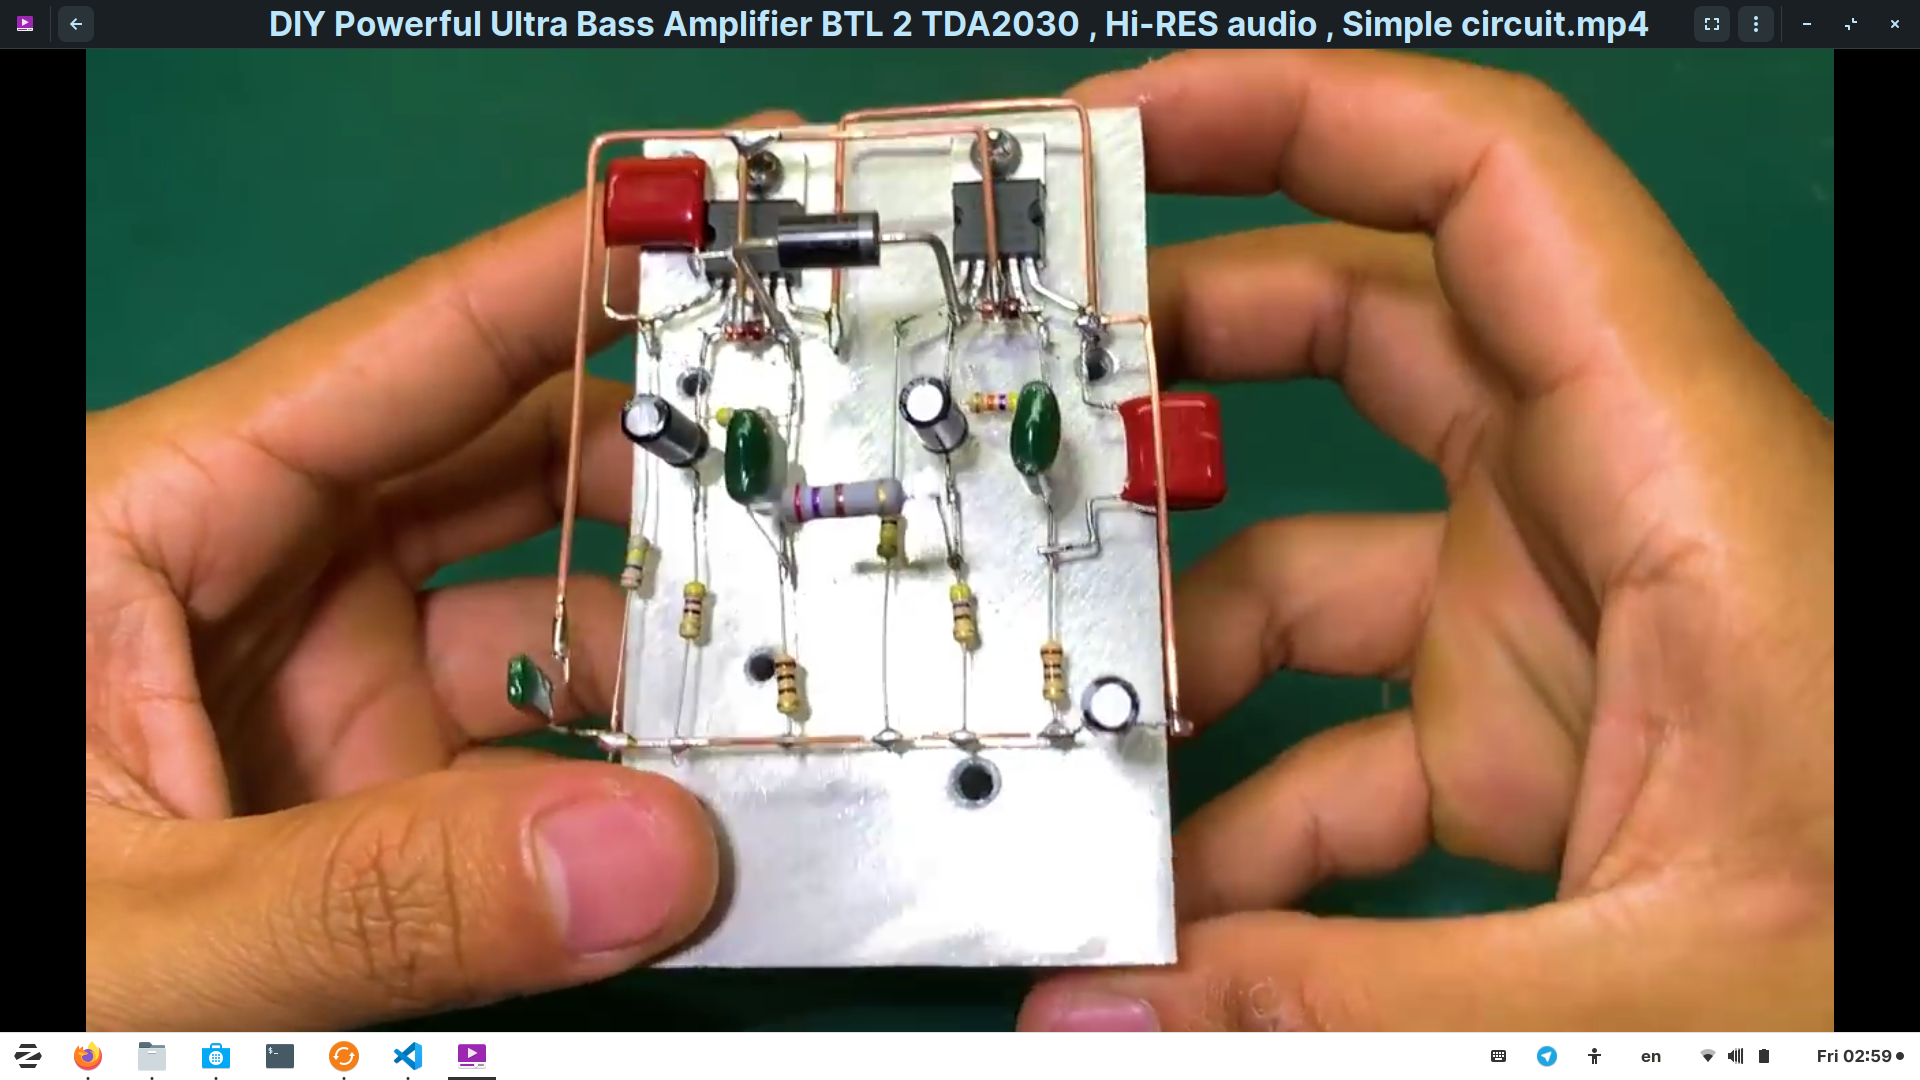 DIY Powerful Ultra Bass Amplifier BTL 2 TDA2030 , Hi-RES audio , Simple circuit.mp4
en
Fri 02:59